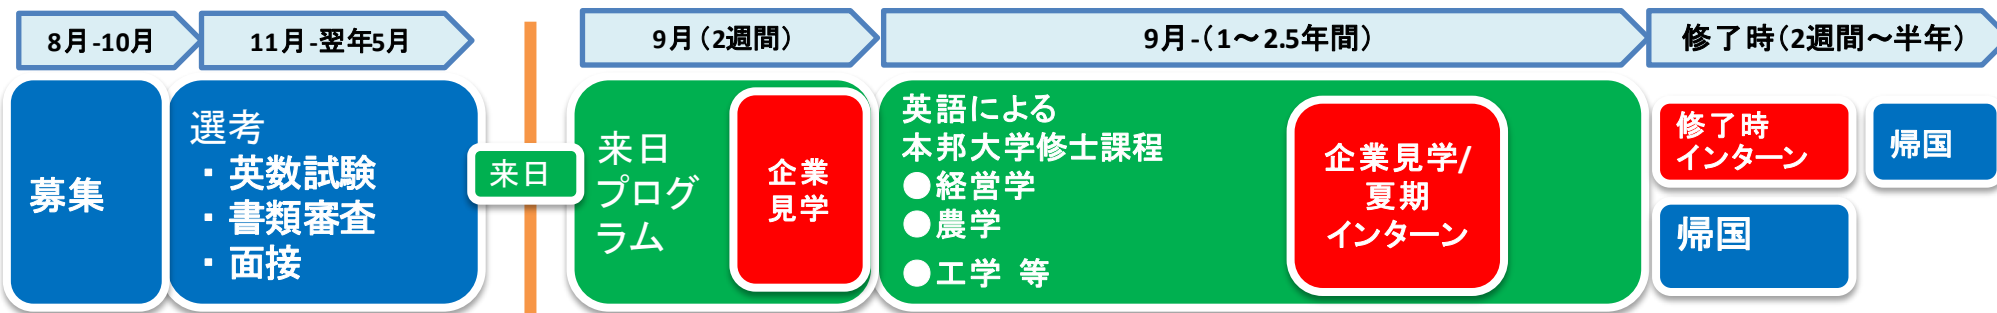 8月-10月
11月-翌年5月
9月（2週間）
9月-（1～2.5年間）
修了時（2週間～半年）
募集
選考
・英数試験
・書類審査
・面接
来日
来日
プログ
ラム
企業
見学
英語による
本邦大学修士課程
●経営学
●農学
●工学 等
企業見学/
夏期
インターン
修了時
インターン
帰国
帰国